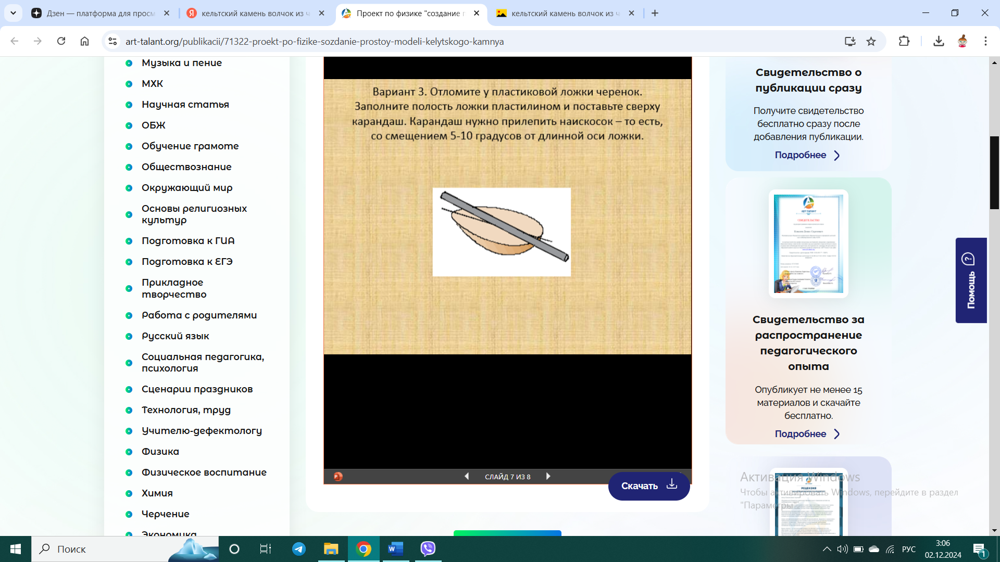 Дзен — платформа для просм
кельтский камень волчок из ч
Проект по физике "создание п
кельтский камень волчок из ч
art-talant.org/publikacii/71322-proekt-po-fizike-sozdanie-prostoy-modeli-kelytskogo-kamnya
Музыка и пение
МХК
Научная статья
ОБЖ
Обучение грамоте
Обществознание
Окружающий мир
Основы религиозных
культур
Подготовка к ГИА
Подготовка к ЕГЭ
Прикладное
творчество
Работа с родителями
Русский язык
Социальная педагогика,
психология
Сценарии праздников
Технология, труд
Учителю-дефектологу
Физика
Физическое воспитание
Химия
Черчение
Экономика
Вариант 3. Отломите у пластиковой ложки черенок.
Заполните полость ложки пластилином и поставьте сверху
карандаш. Карандаш нужно прилепить наискосок – то есть,
со смещением 5-10 градусов от длинной оси ложки.
СЛАЙД 7 ИЗ 8
Скачать
Свидетельство о
публикации сразу
Получите свидетельство
бесплатно сразу после
добавления публикации.
Подробнее
СВИДЕТЕЛЬСТВО
Свидетельство за
распространение
педагогического
опыта
Опубликует не менее 15
материалов и скачайте
бесплатно.
Подробнее
РЕЦЕНЗИЯ
Помощь
Активация Windows
Чтобы активировать Windows, перейдите в раздел
"Параметры".
Поиск
РУС
3:06
02.12.2024
1